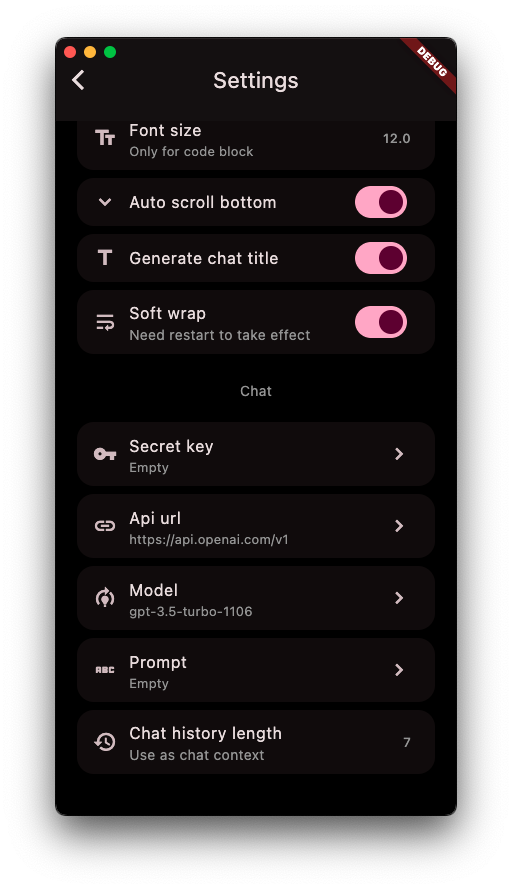 DEBUG
Settings
Font size
Only for code block
12.0
Auto scroll bottom
Generate chat title
Soft wrap
Need restart to take effect
Chat
Secret key
Empty
Api url
https://api.openai.com/v1
Model
gpt-3.5-turbo-1106
ABC
Prompt
Empty
Chat history length
Use as chat context
7